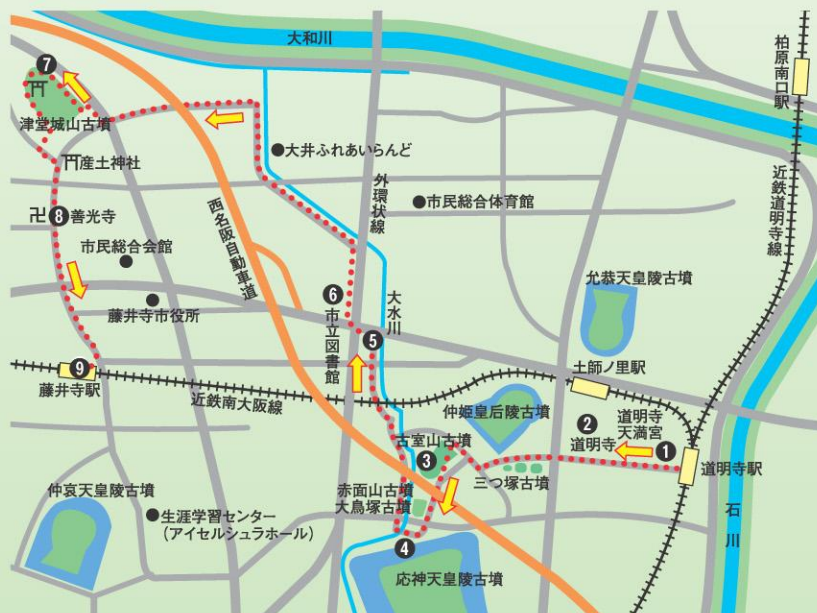 大和川
柏原南口駅
7
津堂城山古墳
大井ふれあいらんど
産土神社
外環状線
市民総合体育館
近鉄道明寺線
西名阪自動車道
卍
8
善光寺
市民総合会館
藤井寺市役所
6
市立図書館
大水川
5
允恭天皇陵古墳
土師ノ里駅
9
藤井寺駅
近鉄南大阪線
仲姫皇后陵古墳
2
道明寺
道明寺
天満宮
1
道明寺駅
古室山古墳
3
三つ塚古墳
赤面山古墳
大鳥塚古墳
石川
仲哀天皇陵古墳
生涯学習センター
（アイセルシュラホール）
4
応神天皇陵古墳